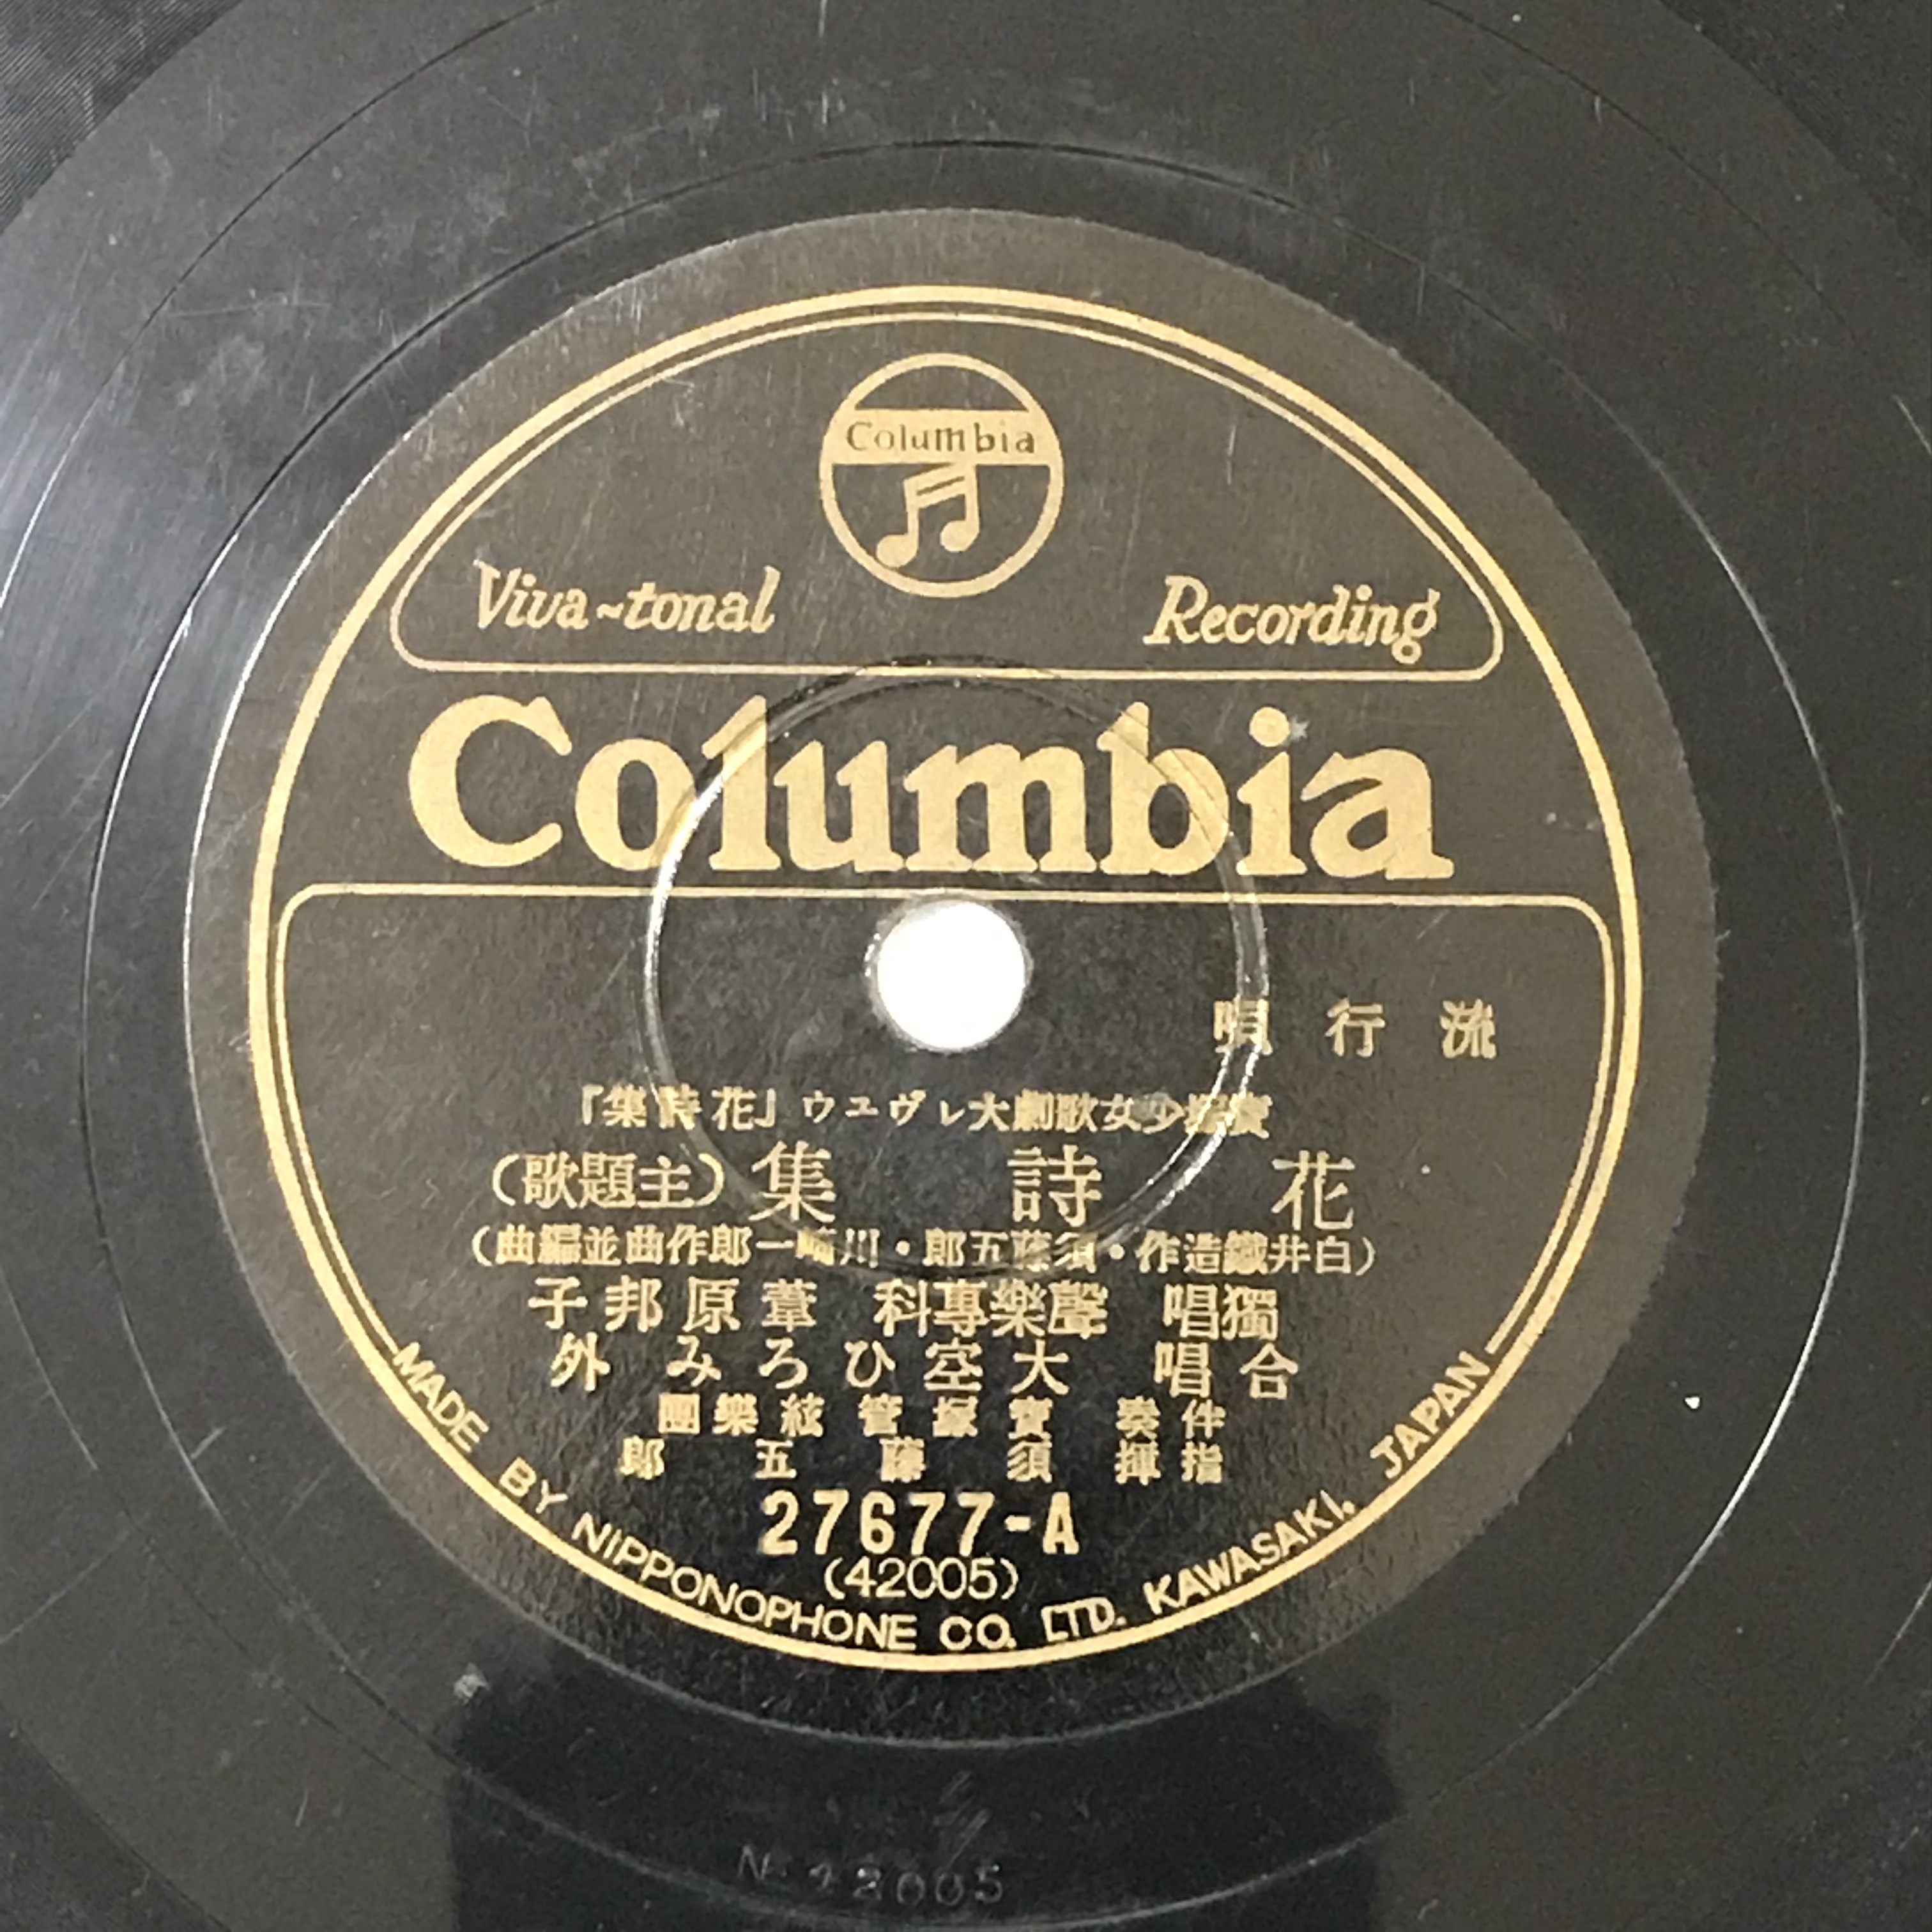 Columbia
Viva-tonal Recording
Columbia
流行唄
寶塚少女歌劇大レヴユウ『花詩集』
花詩集（主題歌）
（白井鐵造作・須藤五郎・川崎一郎作曲並編曲）
獨唱 聲樂專科 葦原邦子
合唱 大空ひろみ外
伴奏 寶塚管絃樂團
指揮 須藤五郎
27677-A
(42005)
MADE BY NIPPONOPHONE CO. LTD. KAWASAKI, JAPAN
No 42005